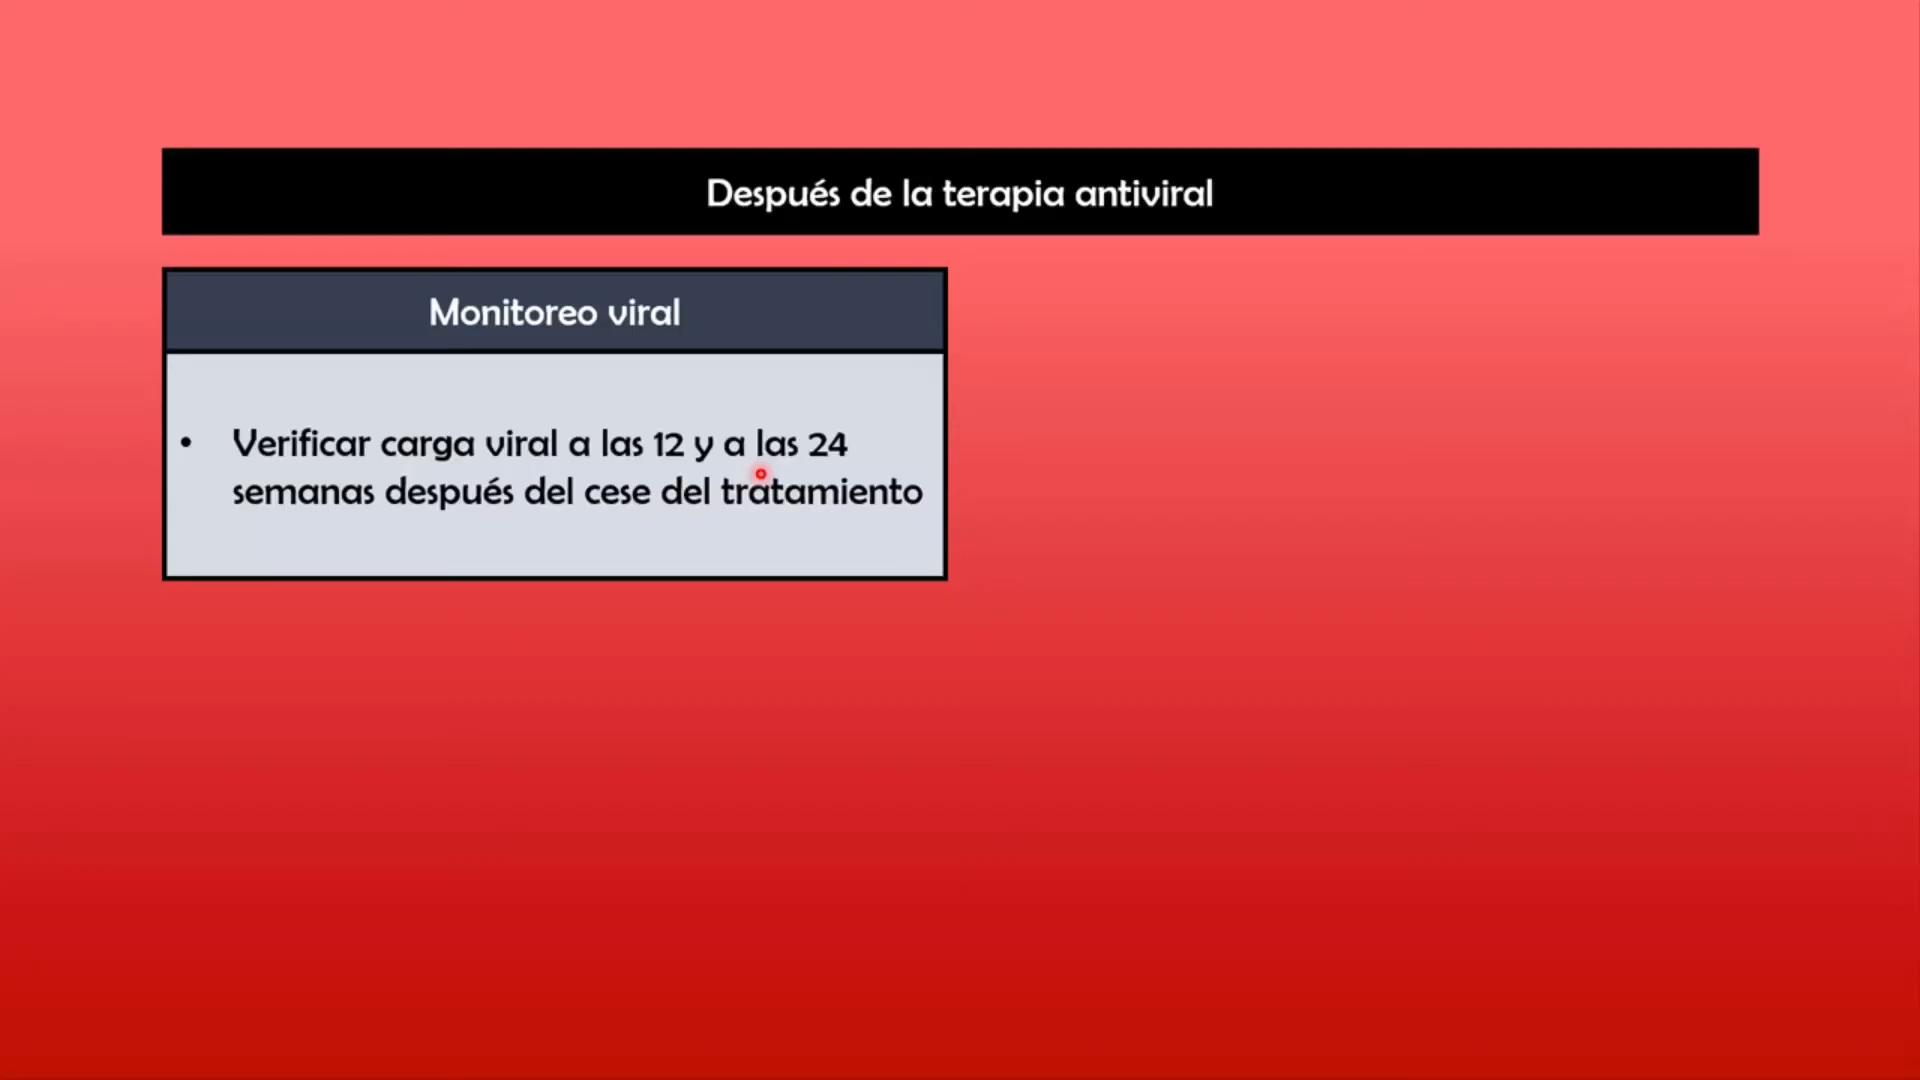 Después de la terapia antiviral
Monitoreo viral
• Verificar carga viral a las 12 y a las 24
semanas después del cese del tratamiento